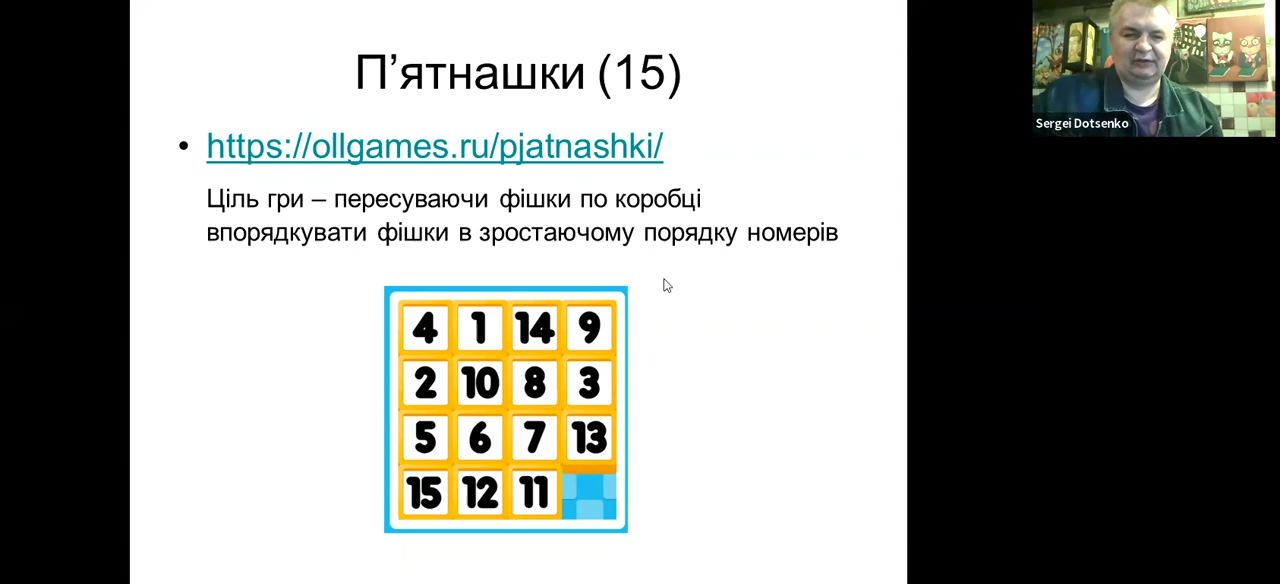 П’ятнашки (15)
• https://ollgames.ru/pjatnashki/
Ціль гри – пересуваючи фішки по коробці
впорядкувати фішки в зростаючому порядку номерів
4 1 14 9
2 10 8 3
5 6 7 13
15 12 11
Sergei Dotsenko